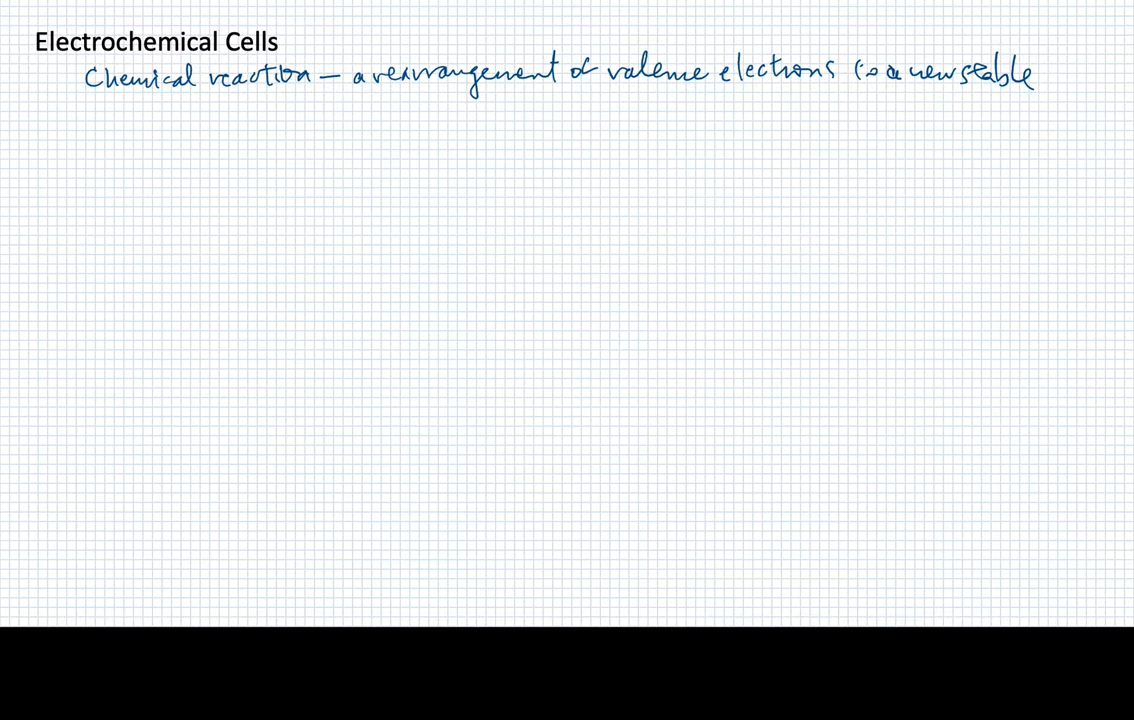 Electrochemical Cells
Chemical reaction – a rearrangement of valence electrons to a new stable